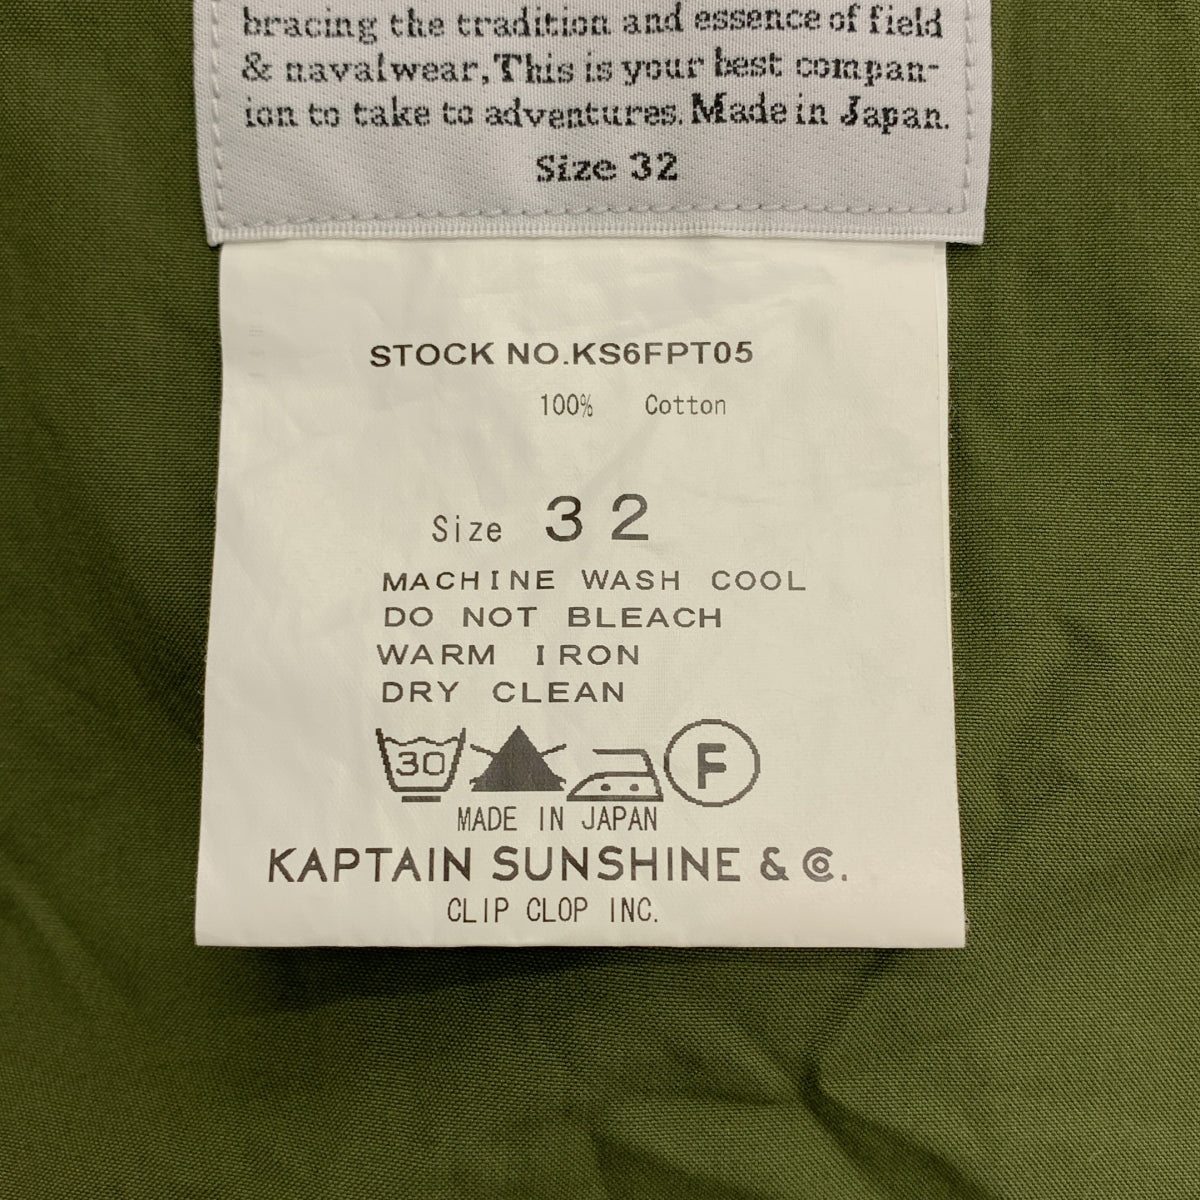 bracing the tradition and essence of field
& navalwear,This is your best compan-
ion to take to adventures. Made in Japan.
Size 32
STOCK NO.KS6FPT05
100% Cotton
Size 32
MACHINE WASH COOL
DO NOT BLEACH
WARM IRON
DRY CLEAN
30 F
MADE IN JAPAN
KAPTAIN SUNSHINE & Co.
CLIP CLOP INC.